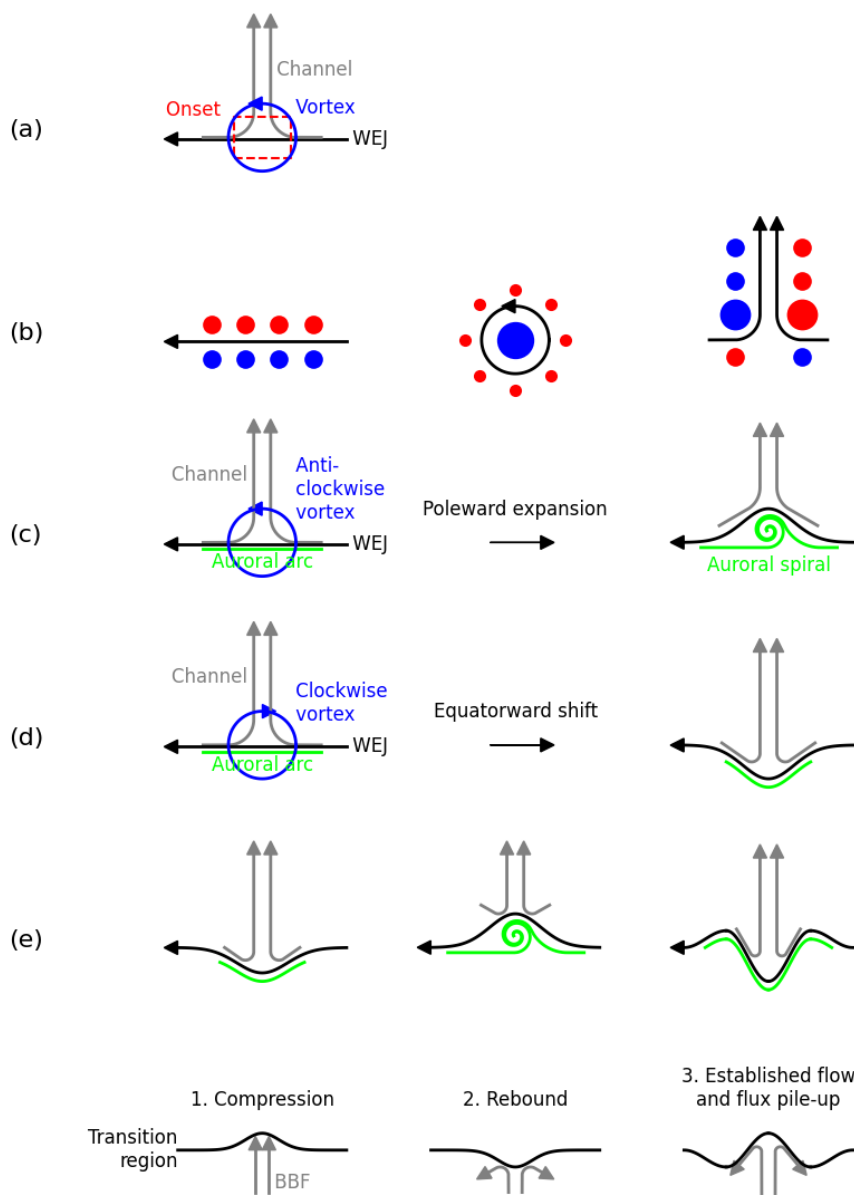 Channel
Onset
Vortex
(a)
WEJ
(b)
Channel
Anti-
clockwise
vortex
Poleward expansion
(c)
WEJ
Auroral arc
Auroral spiral
Channel
Clockwise
vortex
Equatorward shift
(d)
WEJ
Auroral arc
(e)
1. Compression
2. Rebound
3. Established flow
and flux pile-up
Transition
region
BBF